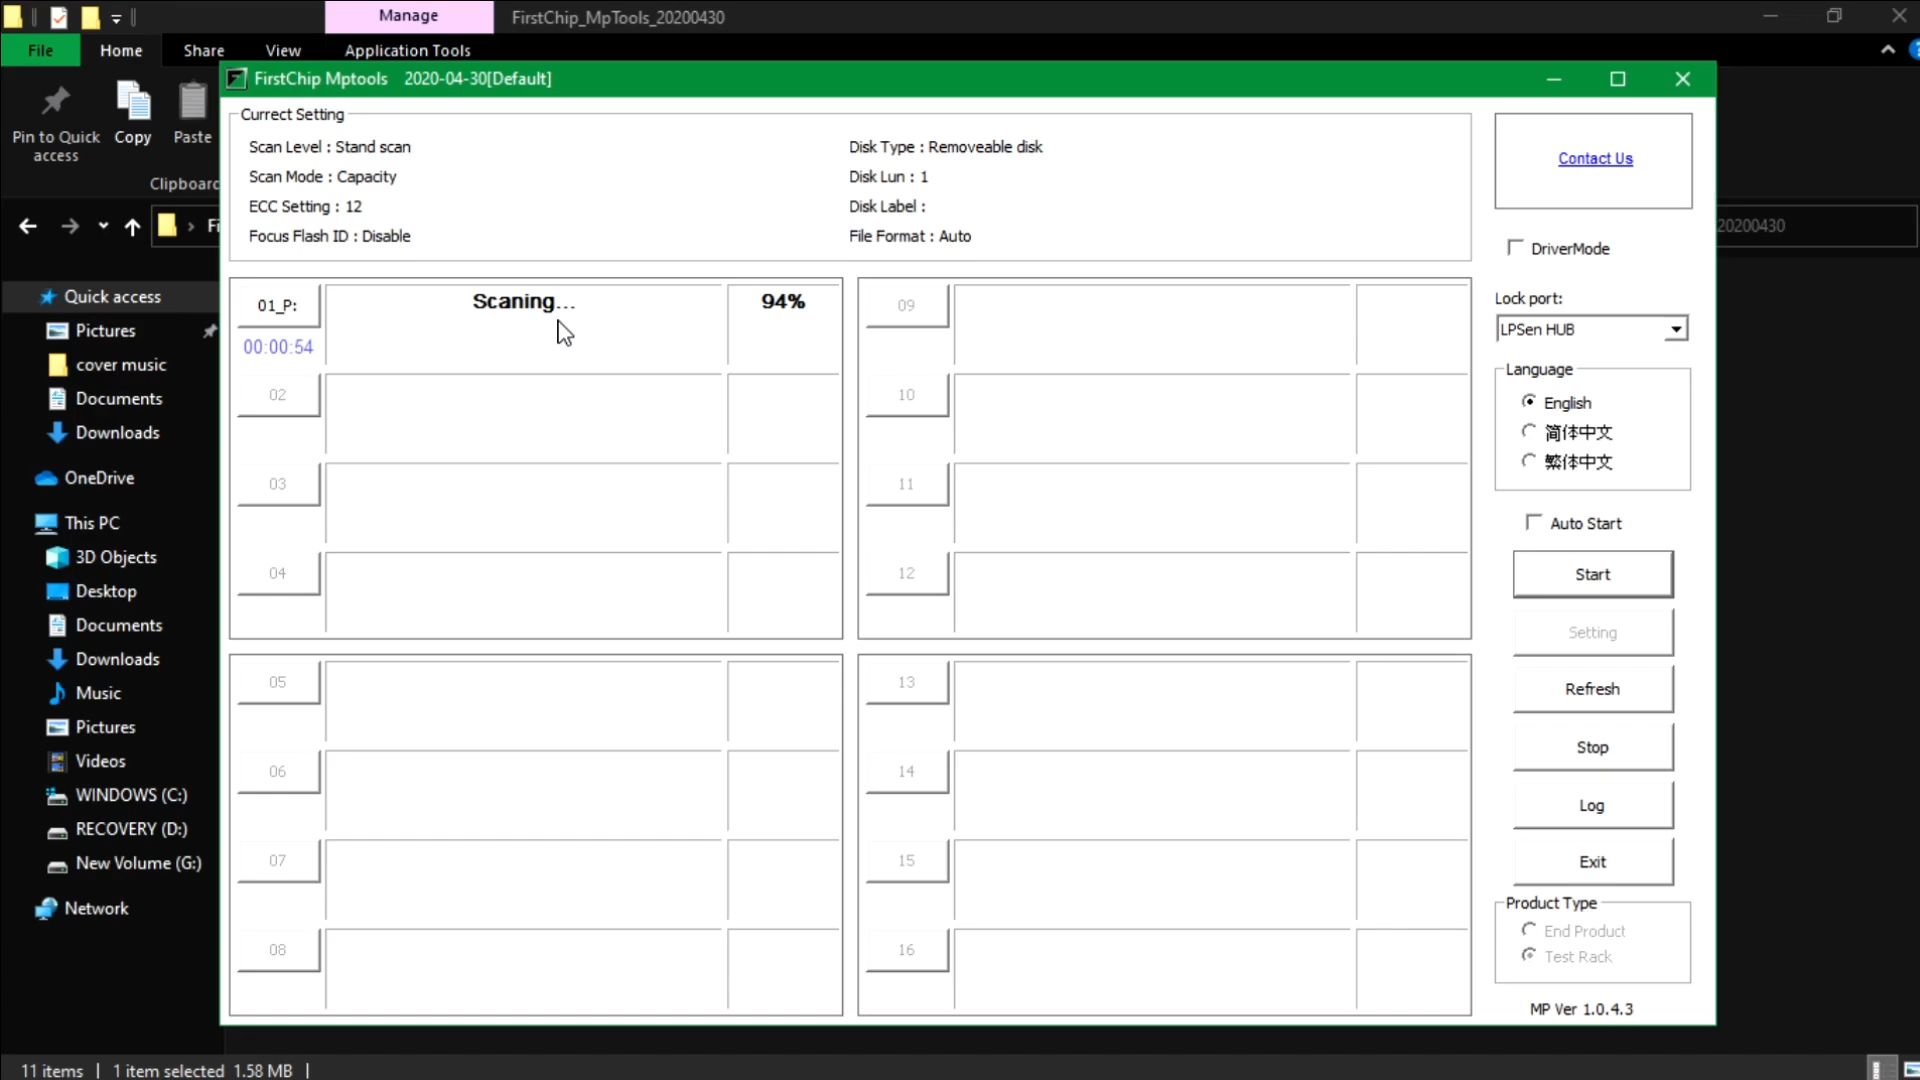 Manage
FirstChip_MpTools_20200430
File
Home
Share
View
Application Tools
Pin to Quick access
Copy
Paste
Clipboard
Fi
20200430
Quick access
Pictures
cover music
Documents
Downloads
OneDrive
This PC
3D Objects
Desktop
Documents
Downloads
Music
Pictures
Videos
WINDOWS (C:)
RECOVERY (D:)
New Volume (G:)
Network
11 items
1 item selected 1.58 MB
FirstChip Mptools 2020-04-30[Default]
Currect Setting
Scan Level : Stand scan
Scan Mode : Capacity
ECC Setting : 12
Focus Flash ID : Disable
Disk Type : Removeable disk
Disk Lun : 1
Disk Label :
File Format : Auto
01_P:
Scaning...
94%
00:00:54
02
03
04
05
06
07
08
09
10
11
12
13
14
15
16
Contact Us
DriverMode
Lock port:
LPSen HUB
Language
English
简体中文
繁体中文
Auto Start
Start
Setting
Refresh
Stop
Log
Exit
Product Type
End Product
Test Rack
MP Ver 1.0.4.3